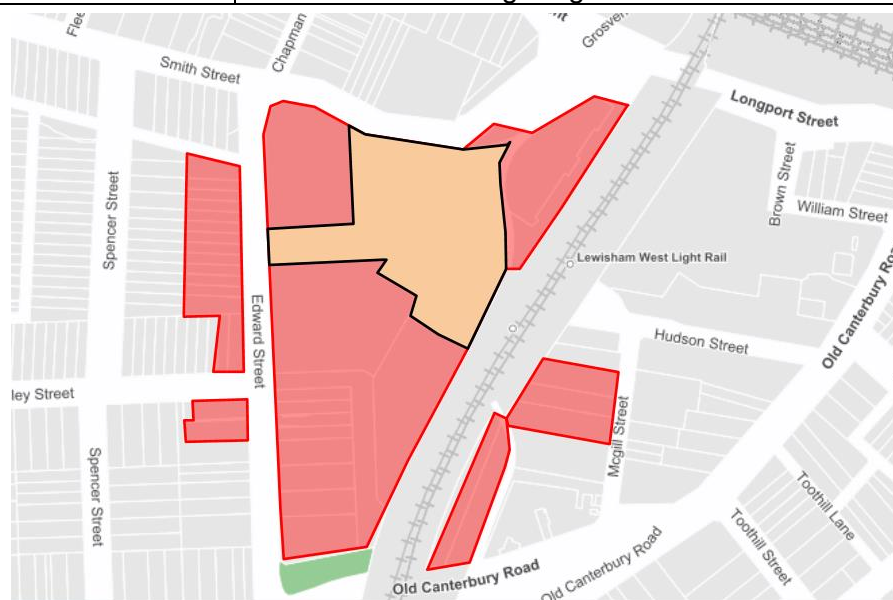 Smith Street
Chapman
Longport Street
Brown Street
William Street
Spencer Street
Lewisham West Light Rail
Edward Street
Hudson Street
Old Canterbury Roa
ley Street
Mcgill Street
Spencer Street
Toothill Lane
Toothill Street
Old Canterbury Road
Old Canterbury Road